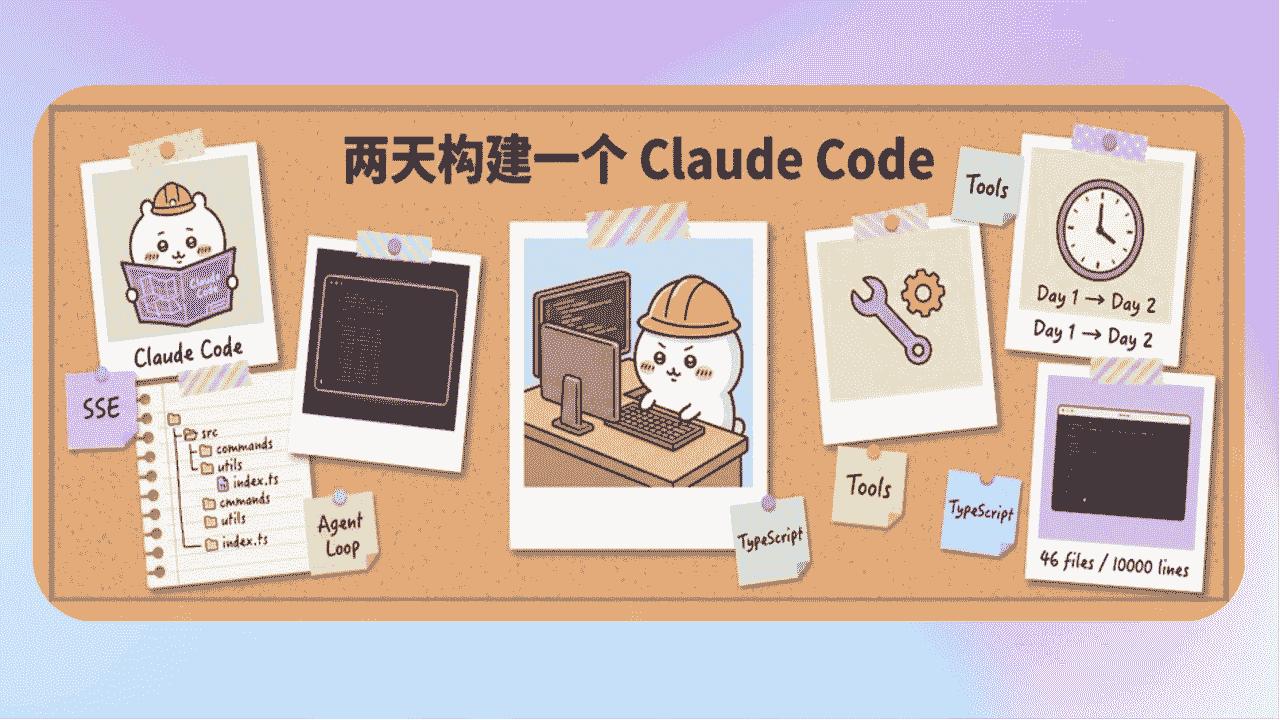 两天构建一个 Claude Code
Claude Code
SSE
src
commands
utils
index.ts
cmmands
utils
index.ts
Agent
Loop
TypeScript
Tools
TypeScript
Tools
Day 1 → Day 2
Day 1 → Day 2
46 files / 10000 lines